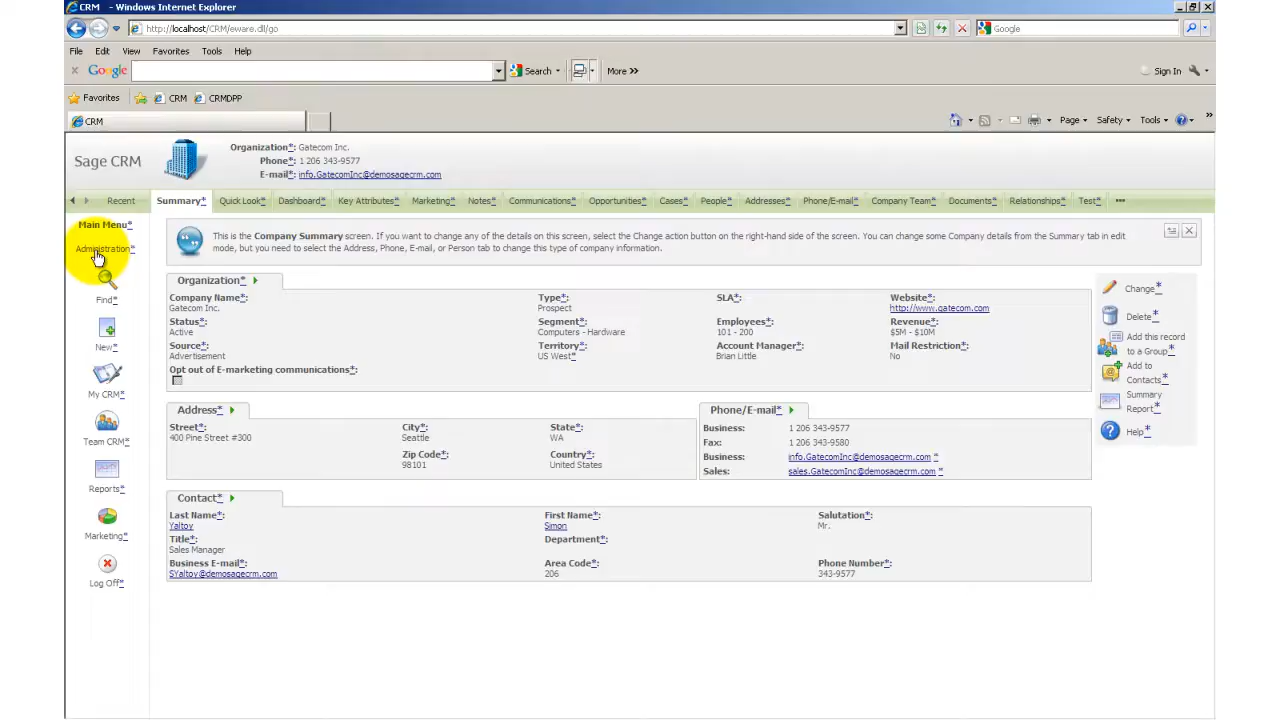 CRM - Windows Internet Explorer
http://localhost/CRM/eware.dll/go
Google
File Edit View Favorites Tools Help
x Google Search More >> Sign In
Favorites CRM CRMDPP
CRM Page Safety Tools >>
Sage CRM
Organization*: Gatecom Inc.
Phone*: 1 206 343-9577
E-mail*: info.GatecomInc@demosagecrm.com
Recent Summary* Quick Look* Dashboard* Key Attributes* Marketing* Notes* Communications* Opportunities* Cases* People* Addresses* Phone/E-mail* Company Team* Documents* Relationships* Test* •••
Main Menu*
Administration*
Find*
New*
My CRM*
Team CRM*
Reports*
Marketing*
Log Off*
This is the Company Summary screen. If you want to change any of the details on this screen, select the Change action button on the right-hand side of the screen. You can change some Company details from the Summary tab in edit
mode, but you need to select the Address, Phone, E-mail, or Person tab to change this type of company information.
Organization*
Company Name*: Type*: SLA*: Website*:
Gatecom Inc. Prospect http://www.gatecom.com
Status*: Segment*: Employees*: Revenue*:
Active Computers - Hardware 101 - 200 $5M - $10M
Source*: Territory*: Account Manager*: Mail Restriction*:
Advertisement US West* Brian Little No
Opt out of E-marketing communications*:
Address*
Street*: City*: State*:
400 Pine Street #300 Seattle WA
Zip Code*: Country*:
98101 United States
Phone/E-mail*
Business: 1 206 343-9577
Fax: 1 206 343-9580
Business: info.GatecomInc@demosagecrm.com *
Sales: sales.GatecomInc@demosagecrm.com *
Contact*
Last Name*: First Name*: Salutation*:
Yaltoy Simon Mr.
Title*: Department*:
Sales Manager
Business E-mail*: Area Code*: Phone Number*:
SYaltoy@demosagecrm.com 206 343-9577
Change*
Delete*
Add this record
to a Group*
Add to
Contacts*
Summary
Report*
Help*